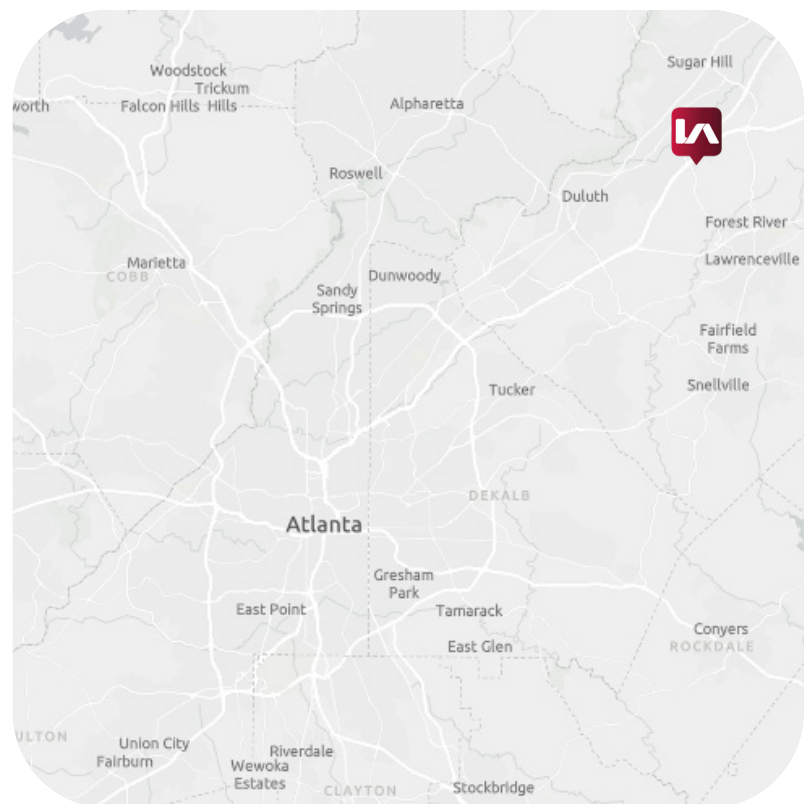 Sugar Hill
Woodstock
Trickum
Falcon Hills Hills
worth
Alpharetta
Roswell
Duluth
Forest River
Lawrenceville
Marietta
COBB
Dunwoody
Sandy
Springs
Fairfield
Farms
Snellville
Tucker
DEKALB
Atlanta
Gresham
Park
East Point
Tamarack
Conyers
ROCKDALE
East Glen
ULTON
Union City
Fairburn
Riverdale
Wewoka
Estates
CLAYTON
Stockbridge